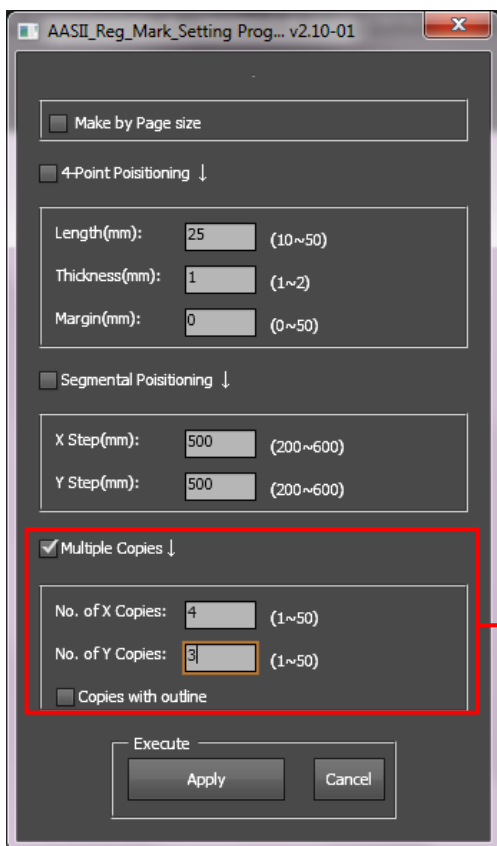 AASII_Reg_Mark_Setting Prog... v2.10-01
Make by Page size
4-Point Poisitioning ↓
Length(mm): 25 (10~50)
Thickness(mm): 1 (1~2)
Margin(mm): 0 (0~50)
Segmental Poisitioning ↓
X Step(mm): 500 (200~600)
Y Step(mm): 500 (200~600)
Multiple Copies ↓
No. of X Copies: 4 (1~50)
No. of Y Copies: 3 (1~50)
Copies with outline
Execute
Apply Cancel